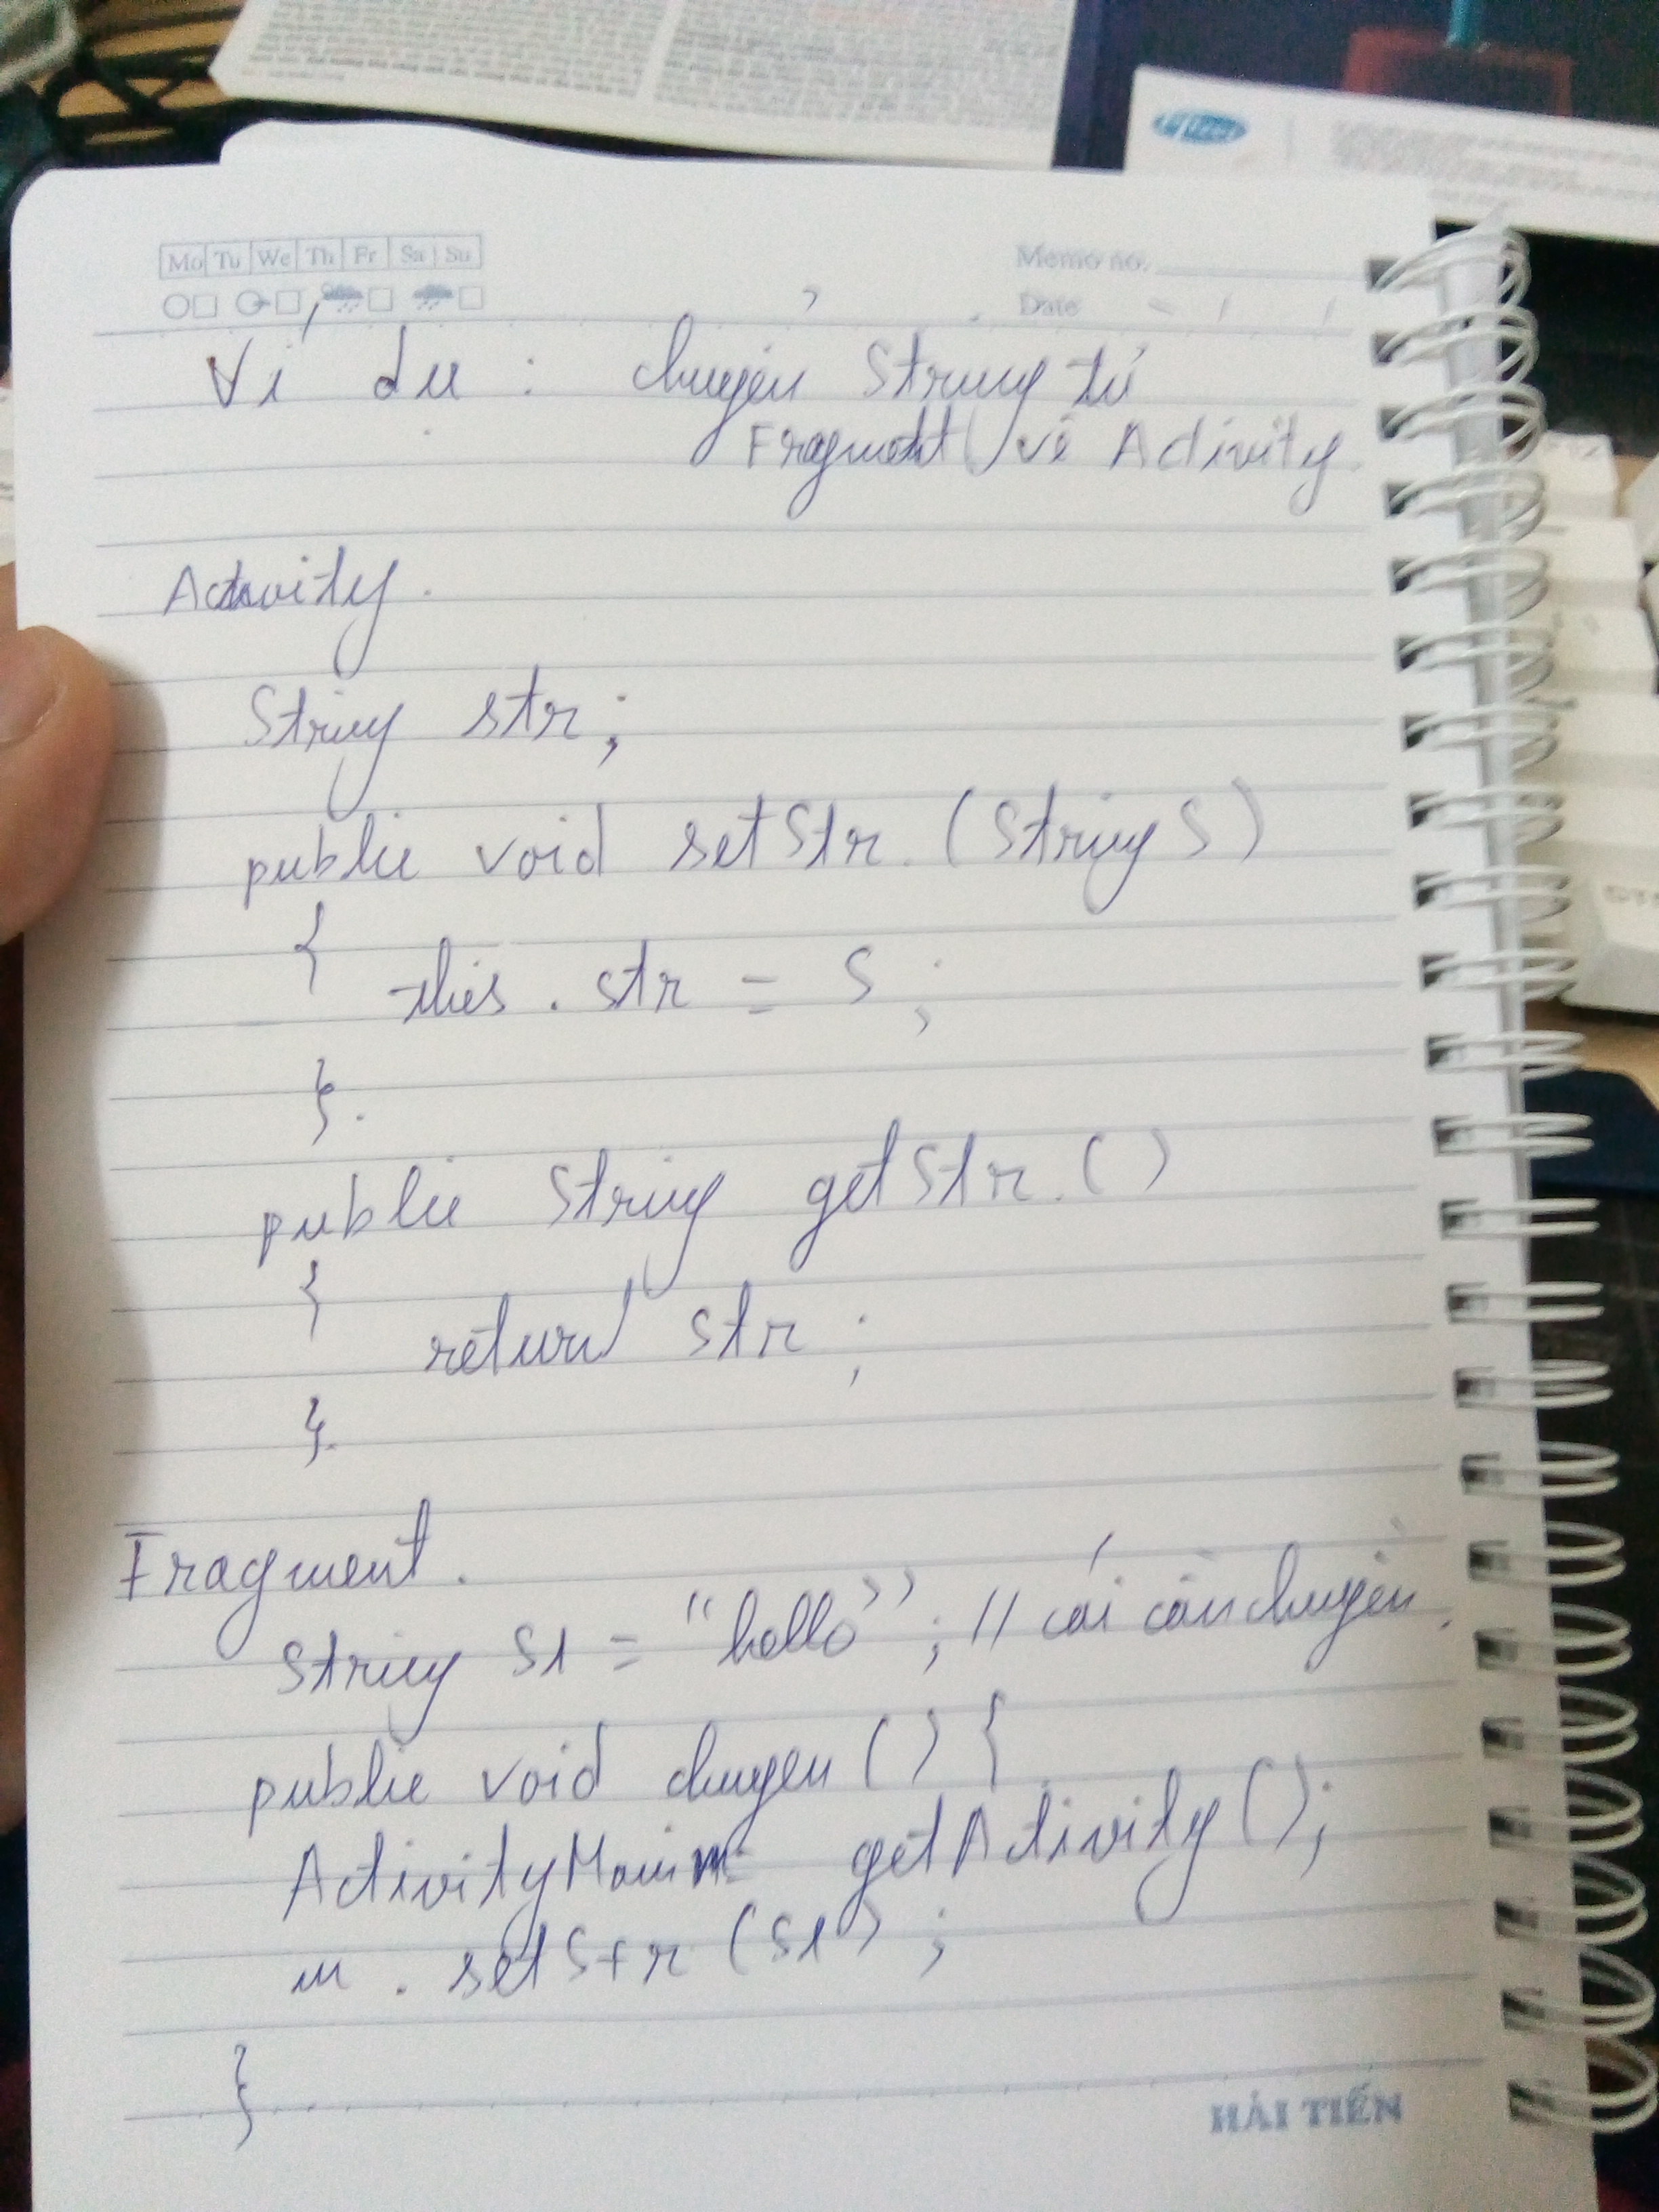 Mo Tu We Th Fr Sa Su
Memo no.
Date / /
Ví dụ : chuyển String từ
Fragment về Activity.
Activity.
String str;
public void setStr.(String S)
{
this.str = S;
}.
public String getStr.()
{
return str;
}.
Fragment.
String S1 = "hello"; // cái cần chuyển.
public void chuyen() {
ActivityMain m = getActivity();
m.setStr(S1);
}
HẢI TIẾN